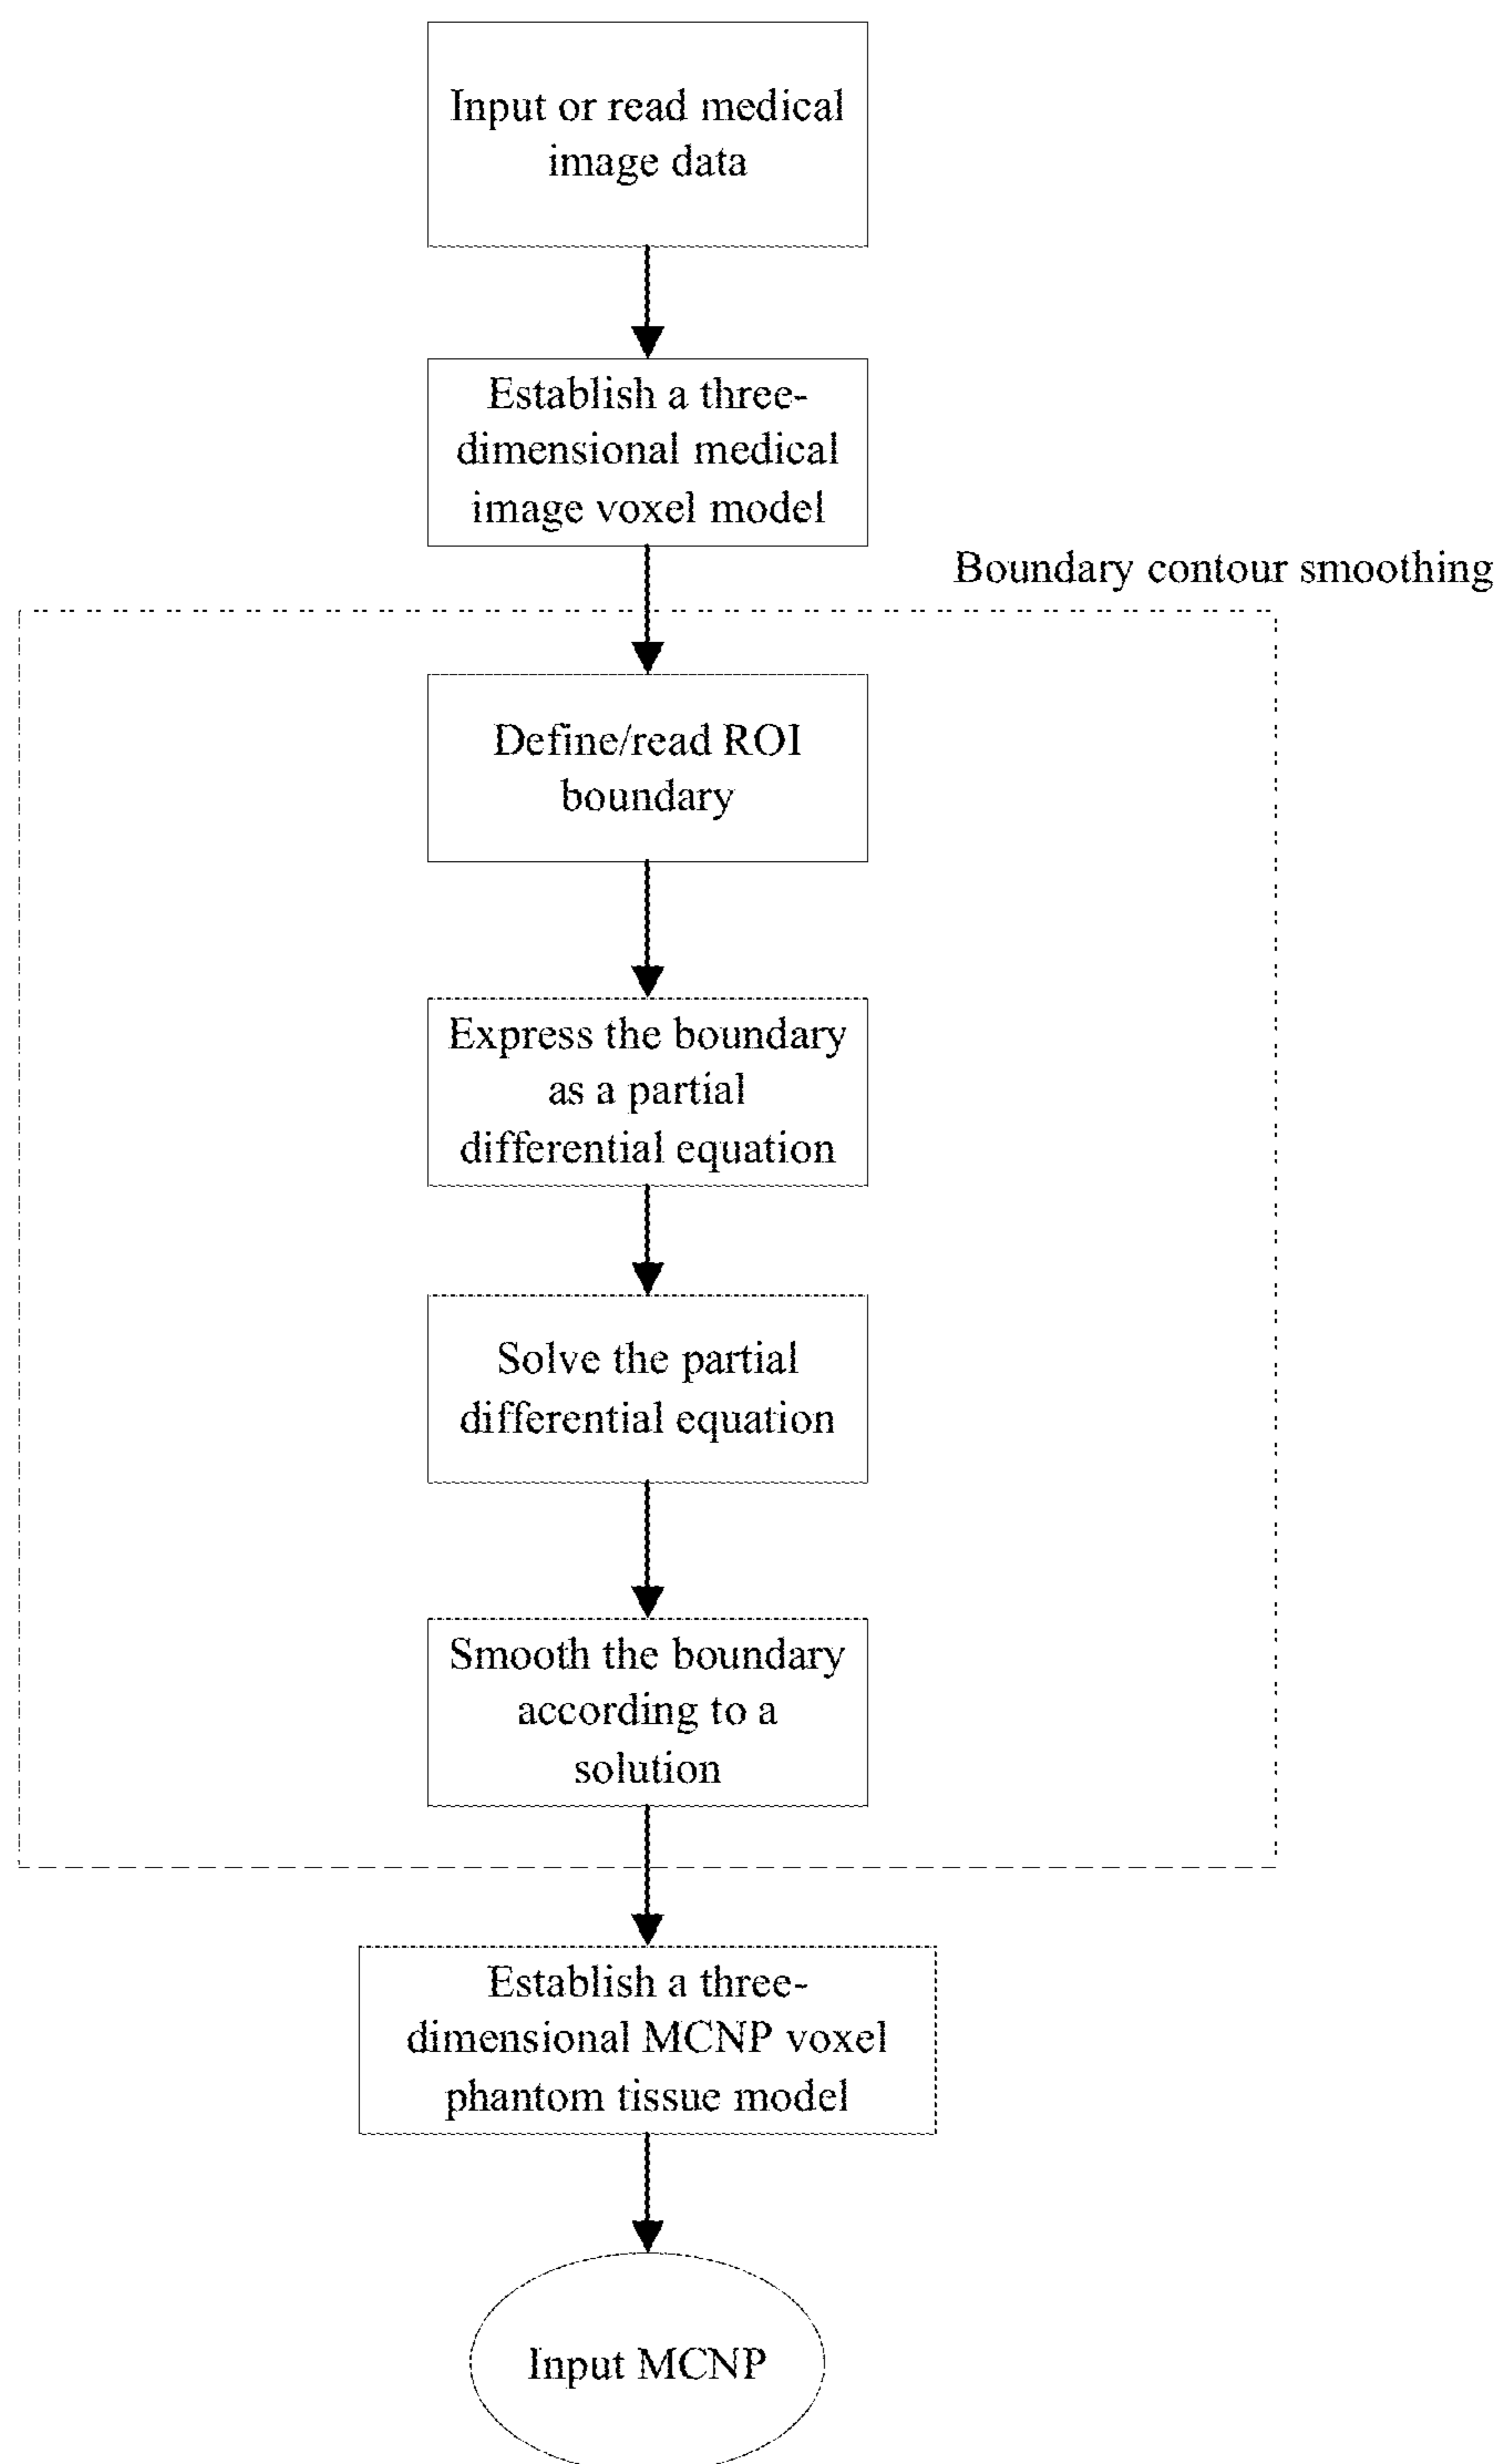 Input or read medical
image data
Establish a three-
dimensional medical
image voxel model
Boundary contour smoothing
Define/read ROI
boundary
Express the boundary
as a partial
differential equation
Solve the partial
differential equation
Smooth the boundary
according to a
solution
Establish a three-
dimensional MCNP voxel
phantom tissue model
Input MCNP